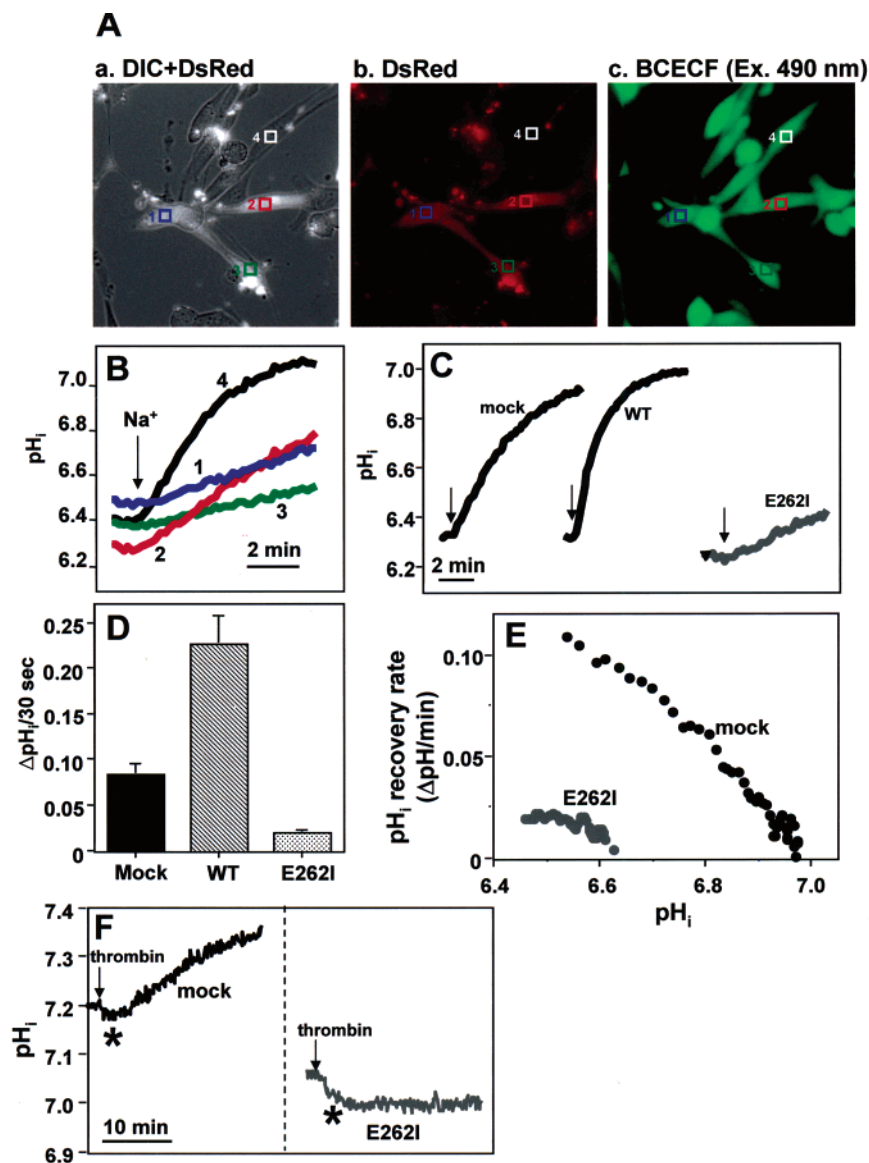 A
a. DIC+DsRed
b. DsRed
c. BCECF (Ex. 490 nm)
4
1
2
3
4
1
2
3
4
1
2
3
B
pHi
7.0
6.8
6.6
6.4
6.2
Na+
4
1
3
2
2 min
C
pHi
7.0
6.8
6.6
6.4
6.2
mock
WT
E262I
2 min
D
ΔpHi/30 sec
0.25
0.20
0.15
0.10
0.05
0
Mock
WT
E262I
E
pHi recovery rate
(ΔpH/min)
0.10
0.05
0
mock
E262I
6.4
6.6
6.8
7.0
pHi
F
pHi
7.4
7.3
7.2
7.1
7.0
6.9
thrombin
mock
*
10 min
thrombin
*
E262I